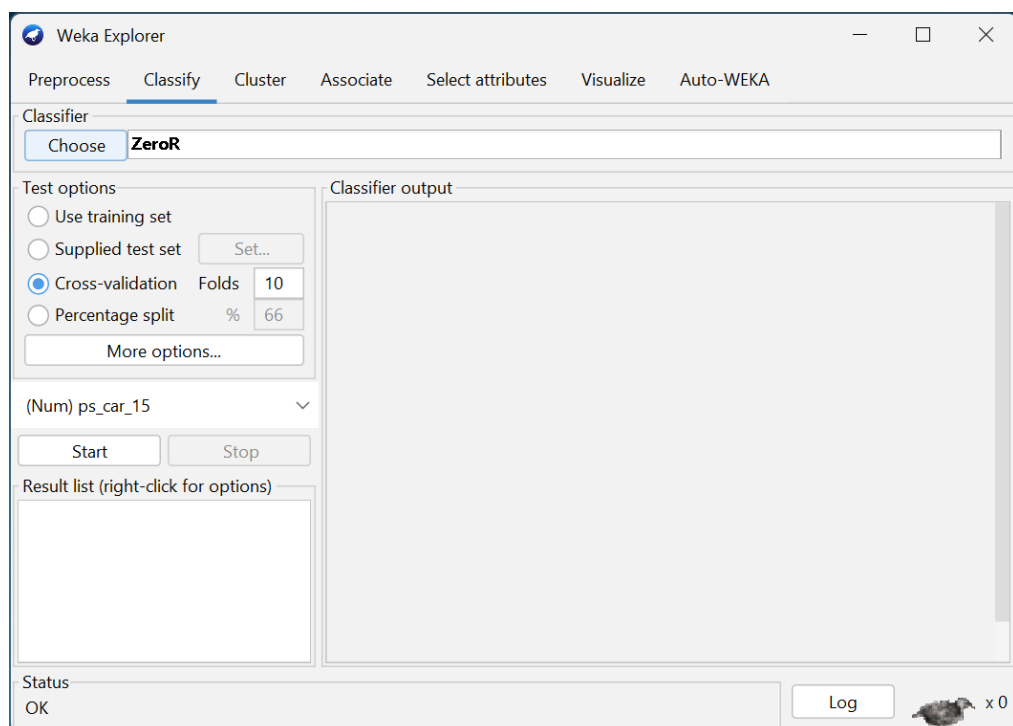 Weka Explorer
Preprocess Classify Cluster Associate Select attributes Visualize Auto-WEKA
Classifier
Choose ZeroR
Test options
Use training set
Supplied test set Set...
Cross-validation Folds 10
Percentage split % 66
More options...
(Num) ps_car_15
Start Stop
Result list (right-click for options)
Classifier output
Status
OK
Log x 0